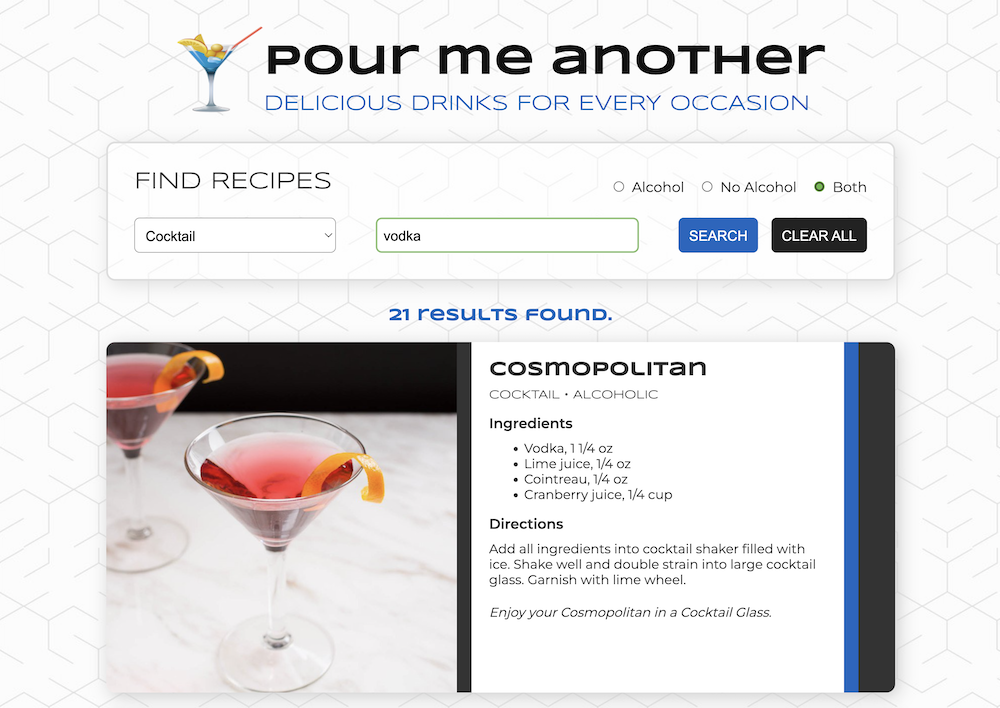 Pour Me Another
DELICIOUS DRINKS FOR EVERY OCCASION
FIND RECIPES
Alcohol No Alcohol Both
Cocktail vodka SEARCH CLEAR ALL
21 results found.
Cosmopolitan
COCKTAIL • ALCOHOLIC
Ingredients
• Vodka, 1 1/4 oz
• Lime juice, 1/4 oz
• Cointreau, 1/4 oz
• Cranberry juice, 1/4 cup
Directions
Add all ingredients into cocktail shaker filled with
ice. Shake well and double strain into large cocktail
glass. Garnish with lime wheel.
Enjoy your Cosmopolitan in a Cocktail Glass.